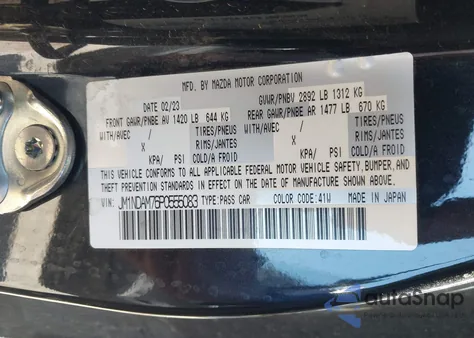 MFD. BY MAZDA MOTOR CORPORATION
DATE 02/23 GVWR/PNBV 2892 LB 1312 KG
FRONT GAWR/PNBE AV 1420 LB 644 KG REAR GAWR/PNBE AR 1477 LB 670 KG
WITH/AVEC TIRES/PNEUS WITH/AVEC TIRES/PNEUS
X RIMS/JANTES X RIMS/JANTES
KPA/ PSI COLD/A FROID KPA/ PSI COLD/A FROID
THIS VEHICLE CONFORMS TO ALL APPLICABLE FEDERAL MOTOR VEHICLE SAFETY, BUMPER, AND
THEFT PREVENTION STANDARDS IN EFFECT ON THE DATE OF MANUFACTURE SHOWN ABOVE.
VIN: JM1NDAM76P0555083 TYPE:PASS CAR COLOR CODE:41W MADE IN JAPAN
autoSnap